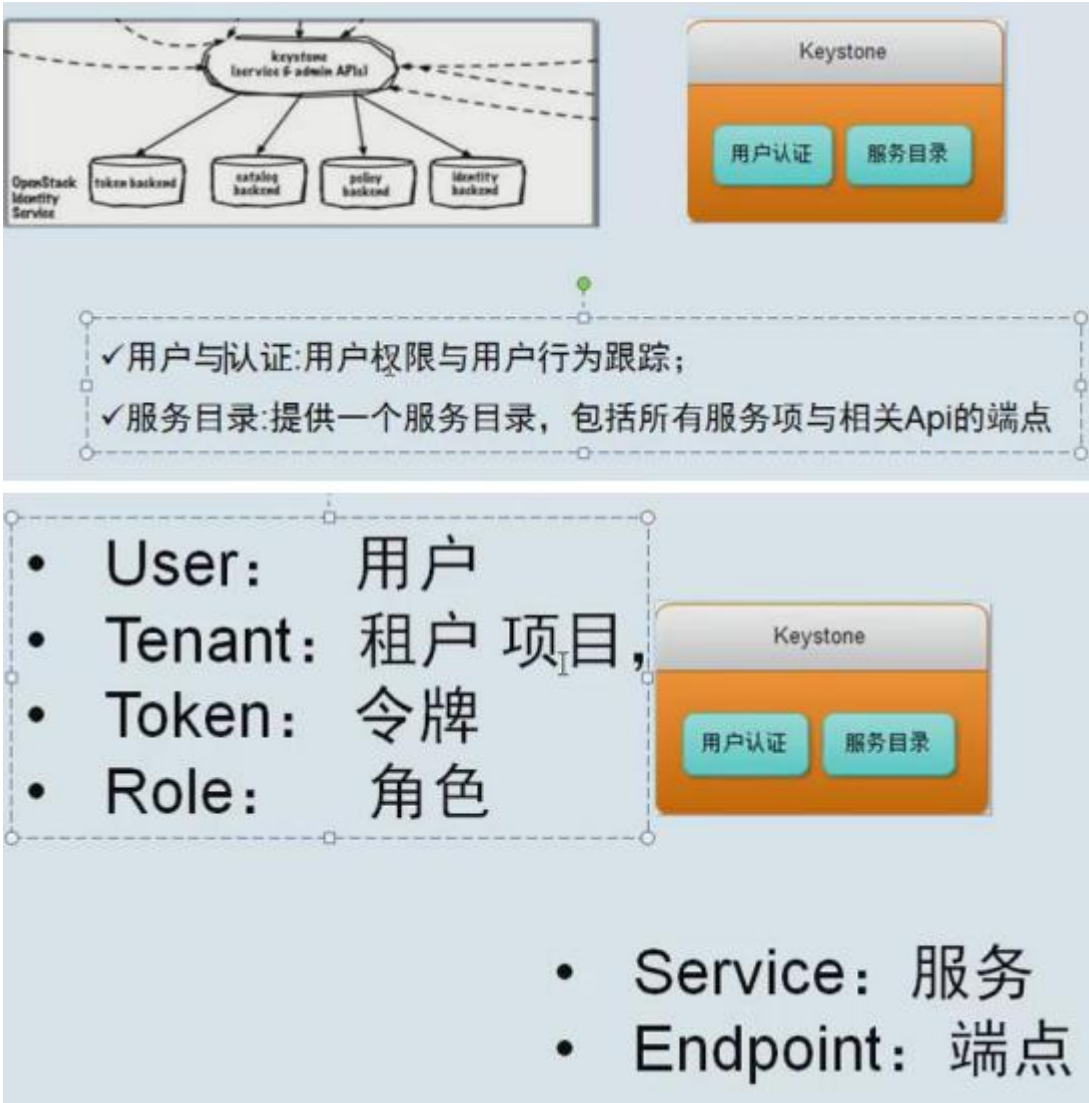 keystone
(service & admin APIs)
token backend
catalog
backend
policy
backend
identity
backend
OpenStack
Identity
Service
Keystone
用户认证
服务目录
✓用户与认证:用户权限与用户行为跟踪；
✓服务目录:提供一个服务目录，包括所有服务项与相关Api的端点
• User： 用户
• Tenant：租户 项目，
• Token： 令牌
• Role： 角色
Keystone
用户认证
服务目录
• Service：服务
• Endpoint：端点